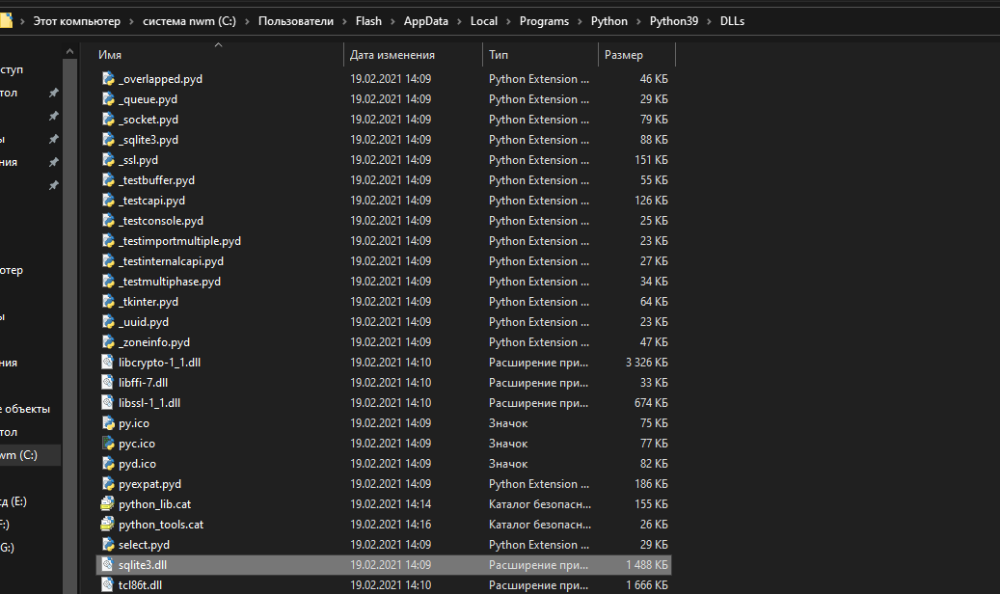 Этот компьютер > система nwm (C:) > Пользователи > Flash > AppData > Local > Programs > Python > Python39 > DLLs
Имя Дата изменения Тип Размер
ступ
тол
ы
ния
отер
ы
ния
е объекты
тол
wm (C:)
сд (E:)
F:)
G:)
_overlapped.pyd 19.02.2021 14:09 Python Extension ... 46 КБ
_queue.pyd 19.02.2021 14:09 Python Extension ... 29 КБ
_socket.pyd 19.02.2021 14:09 Python Extension ... 79 КБ
_sqlite3.pyd 19.02.2021 14:09 Python Extension ... 88 КБ
_ssl.pyd 19.02.2021 14:09 Python Extension ... 151 КБ
_testbuffer.pyd 19.02.2021 14:09 Python Extension ... 55 КБ
_testcapi.pyd 19.02.2021 14:09 Python Extension ... 126 КБ
_testconsole.pyd 19.02.2021 14:09 Python Extension ... 25 КБ
_testimportmultiple.pyd 19.02.2021 14:09 Python Extension ... 23 КБ
_testinternalcapi.pyd 19.02.2021 14:09 Python Extension ... 27 КБ
_testmultiphase.pyd 19.02.2021 14:09 Python Extension ... 34 КБ
_tkinter.pyd 19.02.2021 14:09 Python Extension ... 64 КБ
_uuid.pyd 19.02.2021 14:09 Python Extension ... 23 КБ
_zoneinfo.pyd 19.02.2021 14:09 Python Extension ... 47 КБ
libcrypto-1_1.dll 19.02.2021 14:10 Расширение при... 3 326 КБ
libffi-7.dll 19.02.2021 14:10 Расширение при... 33 КБ
libssl-1_1.dll 19.02.2021 14:10 Расширение при... 674 КБ
py.ico 19.02.2021 14:09 Значок 75 КБ
pyc.ico 19.02.2021 14:09 Значок 77 КБ
pyd.ico 19.02.2021 14:09 Значок 82 КБ
pyexpat.pyd 19.02.2021 14:09 Python Extension ... 186 КБ
python_lib.cat 19.02.2021 14:14 Каталог безопасн... 155 КБ
python_tools.cat 19.02.2021 14:16 Каталог безопасн... 26 КБ
select.pyd 19.02.2021 14:09 Python Extension ... 29 КБ
sqlite3.dll 19.02.2021 14:09 Расширение при... 1 488 КБ
tcl86t.dll 19.02.2021 14:10 Расширение при... 1 666 КБ